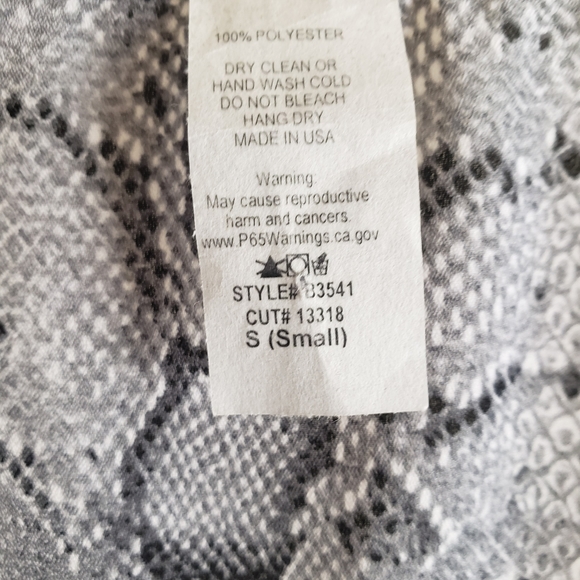 100% POLYESTER
DRY CLEAN OR
HAND WASH COLD
DO NOT BLEACH
HANG DRY
MADE IN USA
Warning:
May cause reproductive
harm and cancers.
www.P65Warnings.ca.gov
STYLE# B3541
CUT# 13318
S (Small)